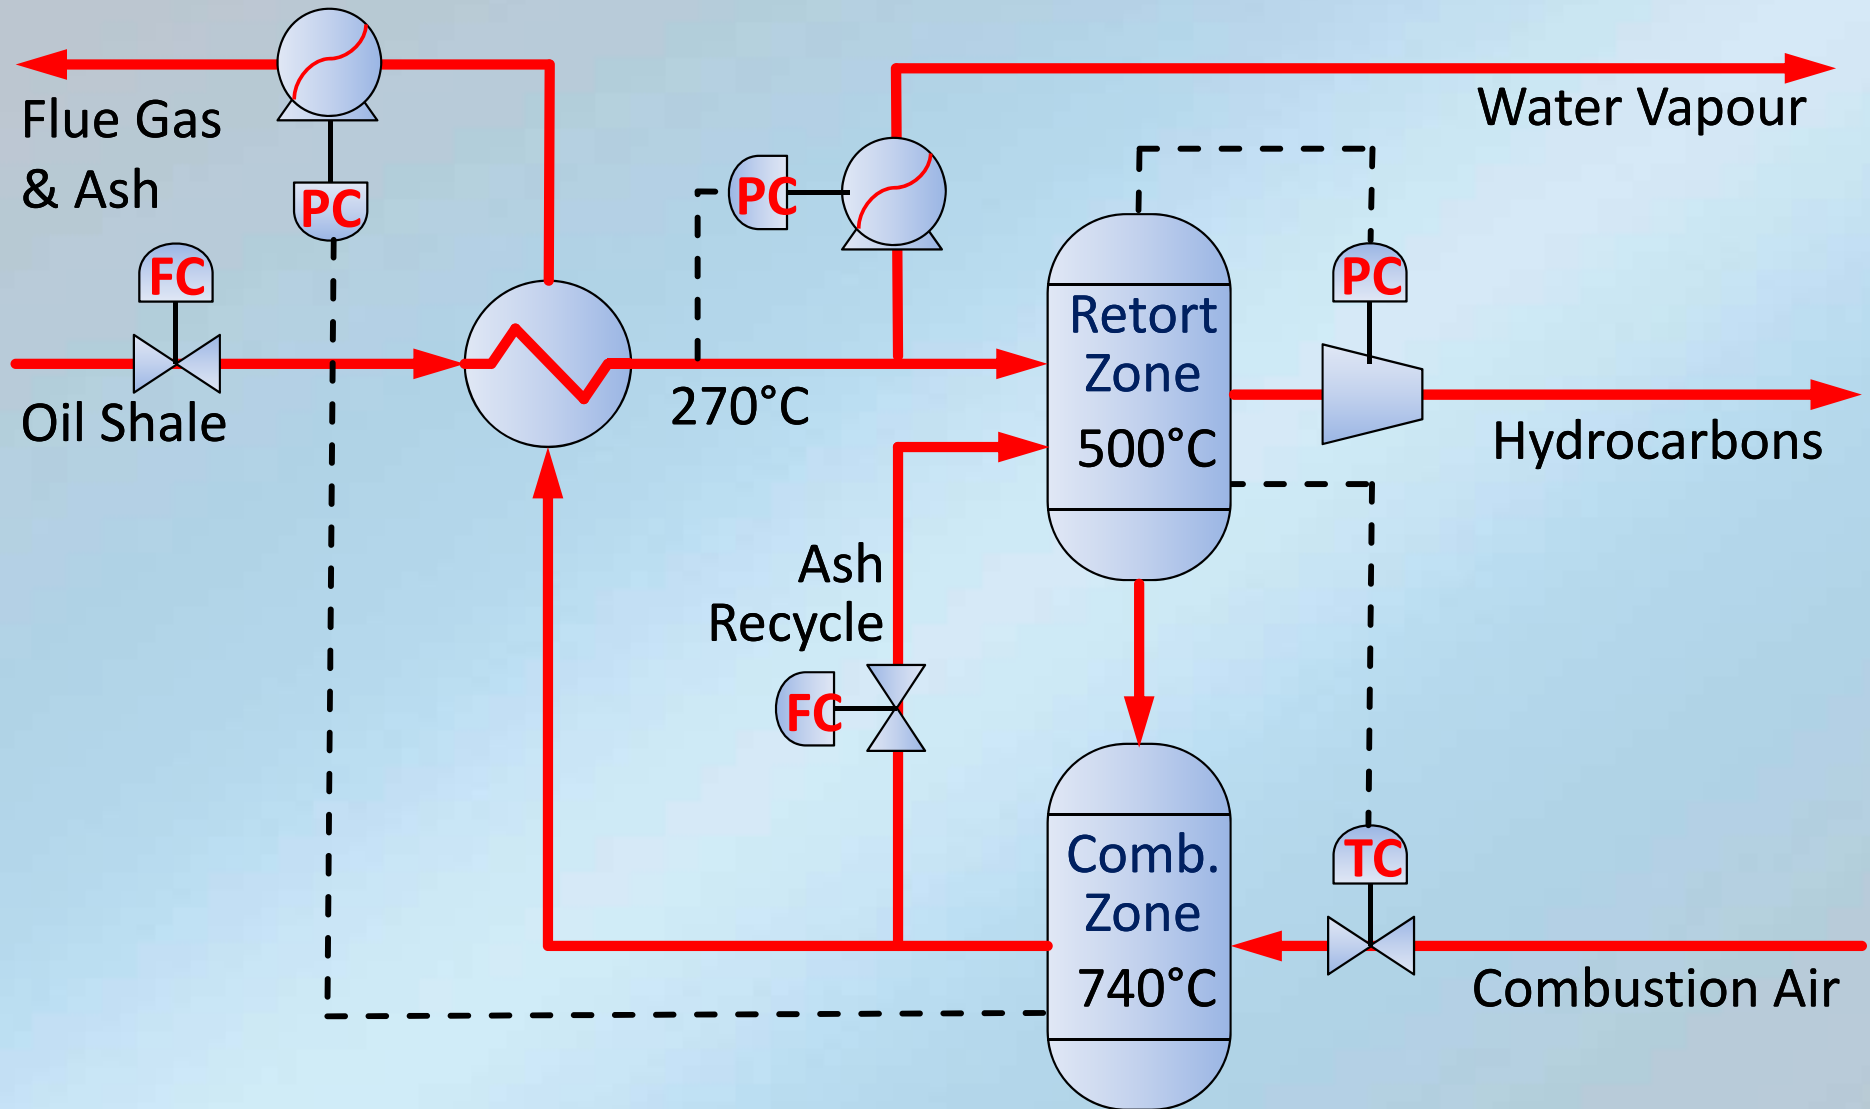 Flue Gas
& Ash
PC
FC
Oil Shale
PC
270°C
Water Vapour
Retort
Zone
500°C
PC
Hydrocarbons
Ash
Recycle
FC
Comb.
Zone
740°C
TC
Combustion Air